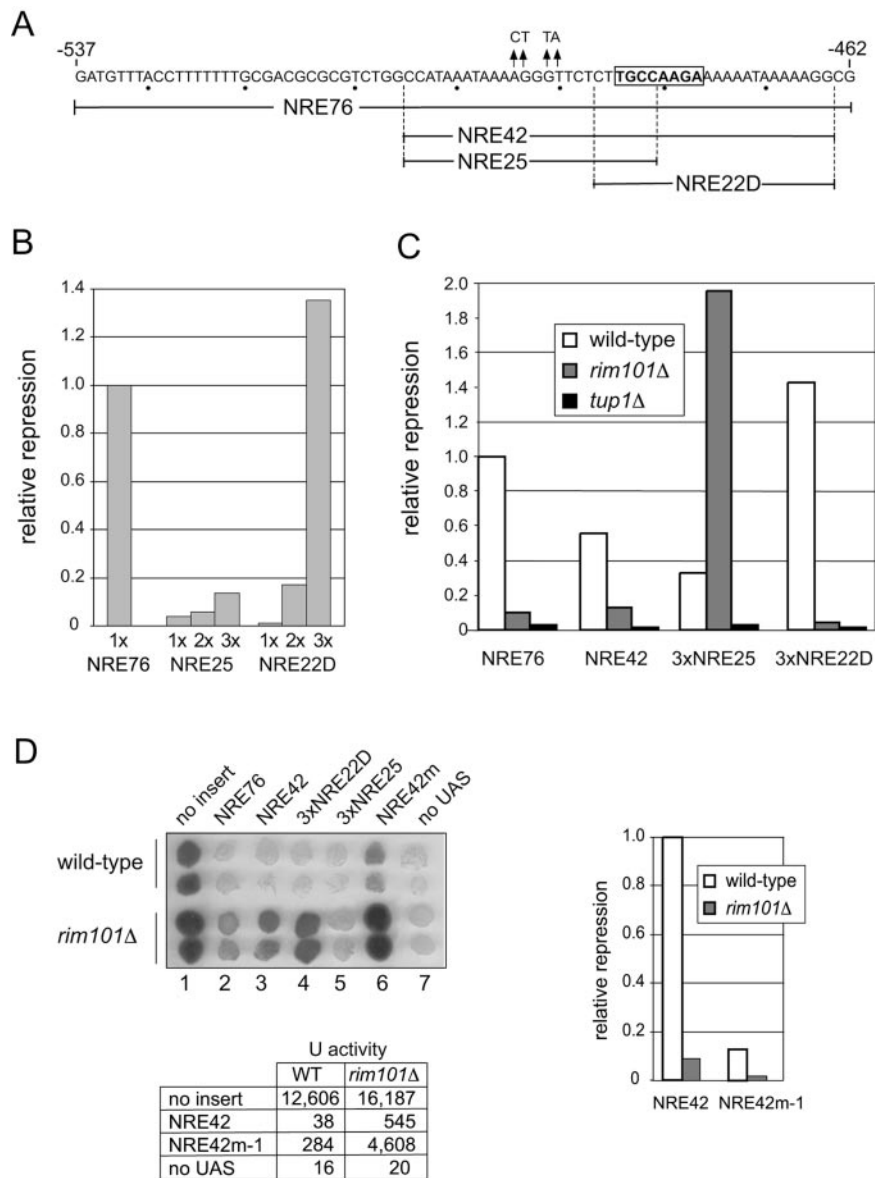 A
CT TA
-537 -462
GATGTTTACCTTTTTTTGCGACGCGCGTCTGGCCATAAATAAAAGGGTTCTCTTGCCAAGAAAAAATAAAAAGGCG
NRE76
NRE42
NRE25
NRE22D
B
relative repression
1.4
1.2
1.0
0.8
0.6
0.4
0.2
0
1x 1x 2x 3x 1x 2x 3x
NRE76 NRE25 NRE22D
C
relative repression
2.0
1.8
1.6
1.4
1.2
1.0
0.8
0.6
0.4
0.2
0
wild-type
rim101Δ
tup1Δ
NRE76 NRE42 3xNRE25 3xNRE22D
D
no insert NRE76 NRE42 3xNRE22D 3xNRE25 NRE42m no UAS
wild-type
rim101Δ
1 2 3 4 5 6 7
U activity
WT rim101Δ
no insert 12,606 16,187
NRE42 38 545
NRE42m-1 284 4,608
no UAS 16 20
relative repression
1.0
0.8
0.6
0.4
0.2
0
wild-type
rim101Δ
NRE42 NRE42m-1